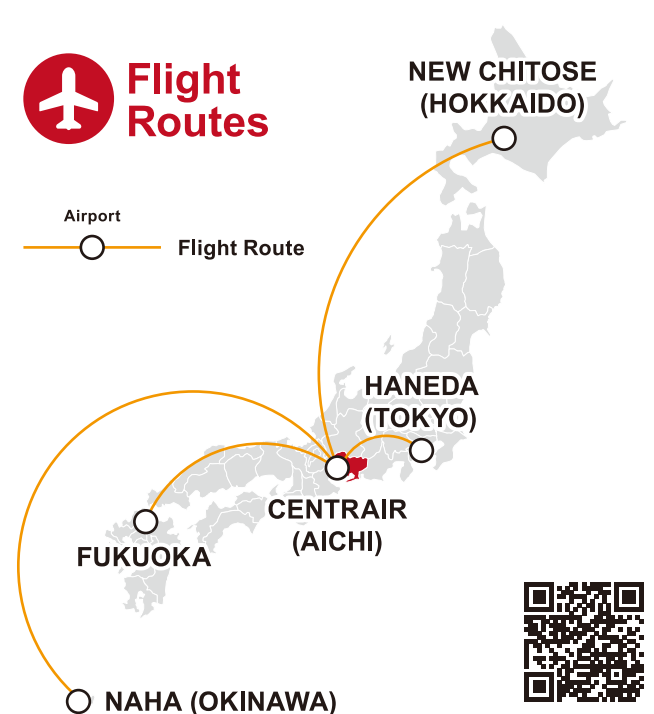 Flight
Routes
NEW CHITOSE
(HOKKAIDO)
Airport
Flight Route
HANEDA
(TOKYO)
CENTRAIR
(AICHI)
FUKUOKA
NAHA (OKINAWA)